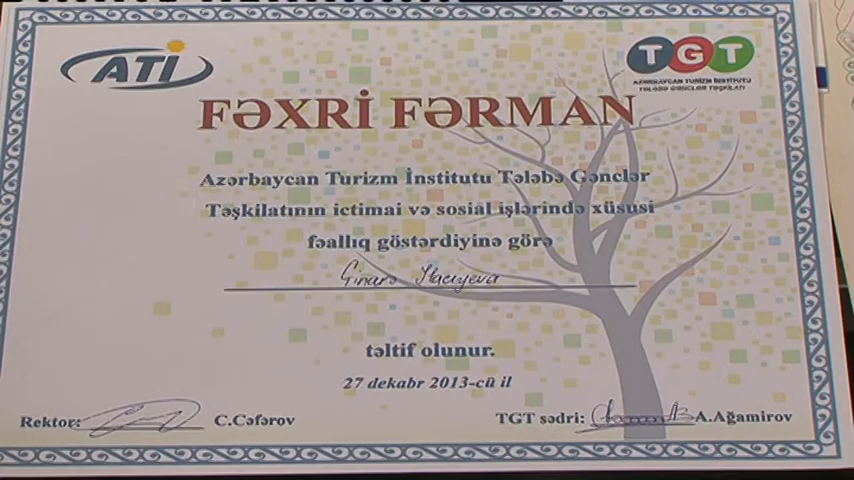 ATI
TGT
AZƏRBAYCAN TURİZM İNSTİTUTU
TƏLƏBƏ GƏNCLƏR TƏŞKİLATI
FƏXRİ FƏRMAN
Azərbaycan Turizm İnstitutu Tələbə Gənclər
Təşkilatının ictimai və sosial işlərində xüsusi
fəallıq göstərdiyinə görə
Çinarə Hacıyeva
təltif olunur.
27 dekabr 2013-cü il
Rektor: C.Cəfərov
TGT sədri: A.Ağamirov